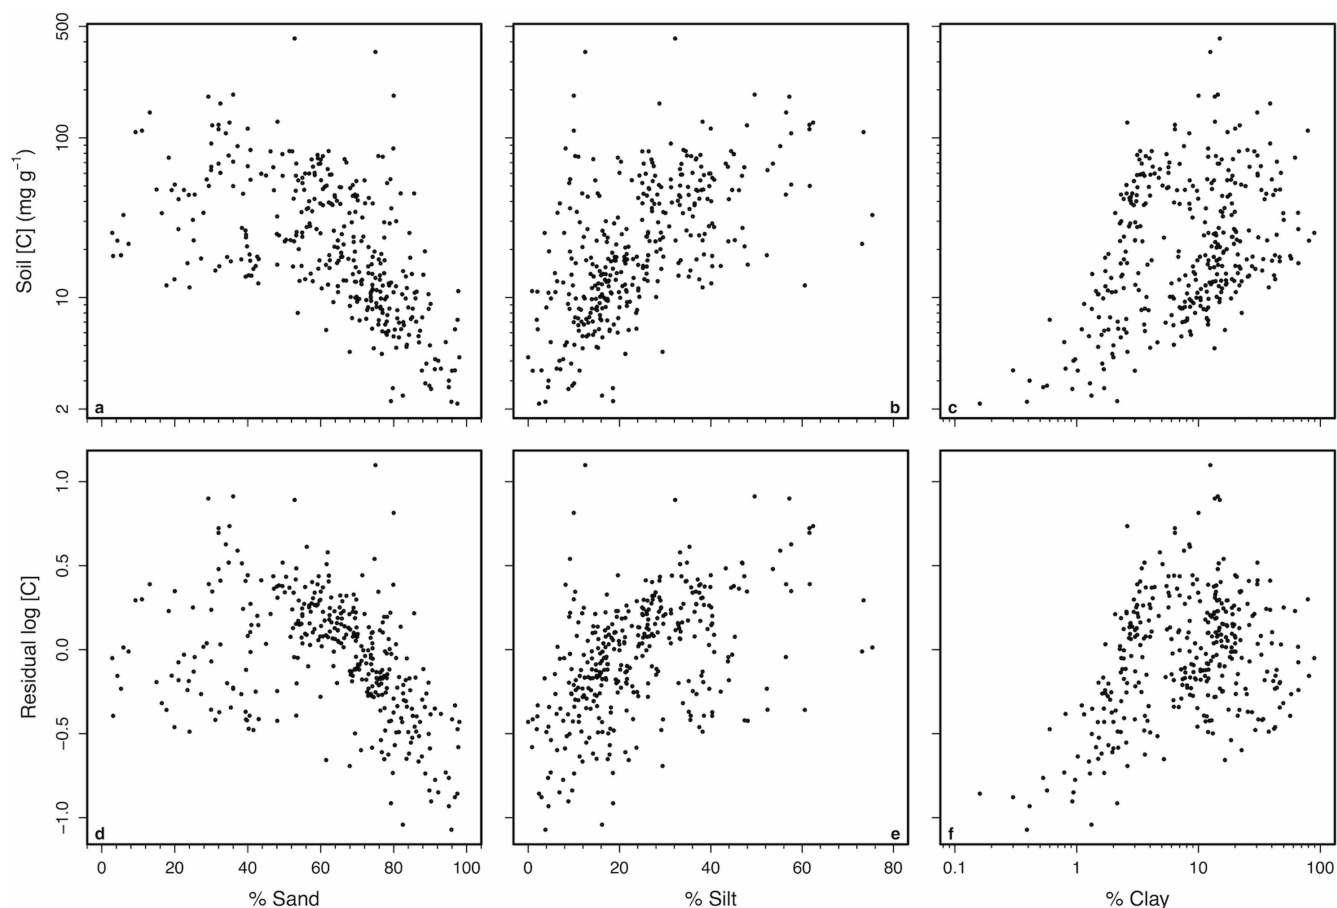 500
100
10
2
Soil [C] (mg g⁻¹)
a
b
c
1.0
0.5
0.0
−0.5
−1.0
Residual log [C]
d
e
f
0 20 40 60 80 100
0 20 40 60 80
0.1 1 10 100
% Sand
% Silt
% Clay